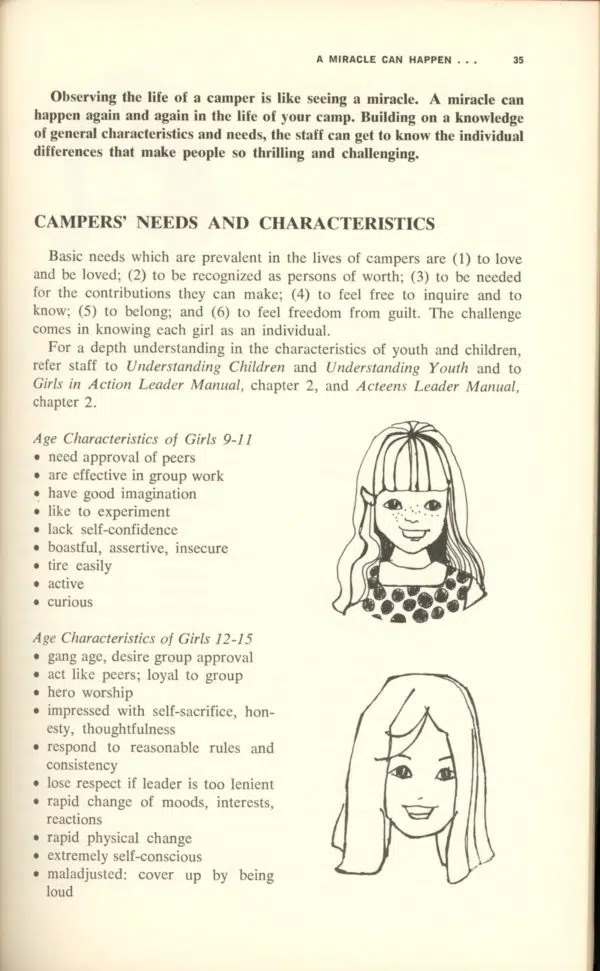 A MIRACLE CAN HAPPEN . . . 35
Observing the life of a camper is like seeing a miracle. A miracle can
happen again and again in the life of your camp. Building on a knowledge
of general characteristics and needs, the staff can get to know the individual
differences that make people so thrilling and challenging.
CAMPERS' NEEDS AND CHARACTERISTICS
Basic needs which are prevalent in the lives of campers are (1) to love
and be loved; (2) to be recognized as persons of worth; (3) to be needed
for the contributions they can make; (4) to feel free to inquire and to
know; (5) to belong; and (6) to feel freedom from guilt. The challenge
comes in knowing each girl as an individual.
For a depth understanding in the characteristics of youth and children,
refer staff to Understanding Children and Understanding Youth and to
Girls in Action Leader Manual, chapter 2, and Acteens Leader Manual,
chapter 2.
Age Characteristics of Girls 9-11
• need approval of peers
• are effective in group work
• have good imagination
• like to experiment
• lack self-confidence
• boastful, assertive, insecure
• tire easily
• active
• curious
Age Characteristics of Girls 12-15
• gang age, desire group approval
• act like peers; loyal to group
• hero worship
• impressed with self-sacrifice, hon-
esty, thoughtfulness
• respond to reasonable rules and
consistency
• lose respect if leader is too lenient
• rapid change of moods, interests,
reactions
• rapid physical change
• extremely self-conscious
• maladjusted: cover up by being
loud